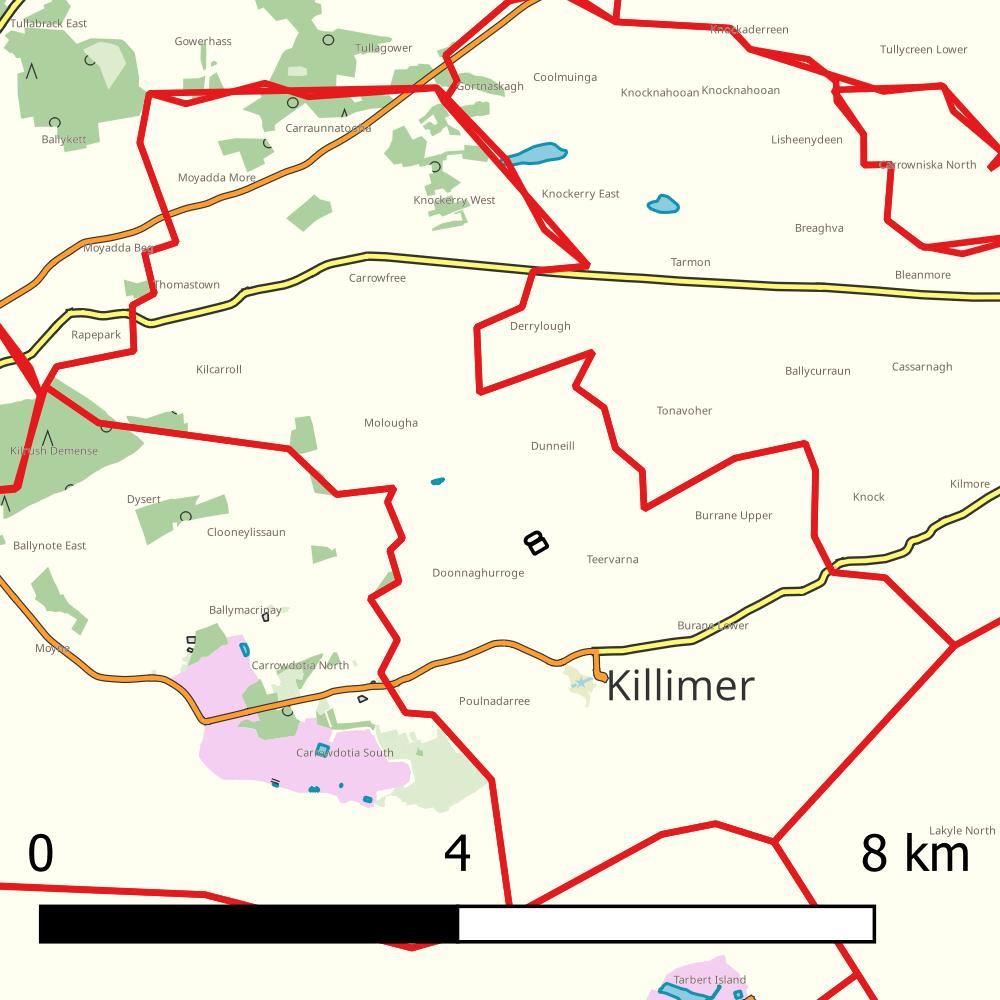 Tullabrack East
Knockaderreen
Gowerhass
Tullagower
Tullycreen Lower
Coolmuinga
Gortnaskagh
Knocknahooan
Knocknahooan
Carraunnatooha
Ballykett
Lisheenydeen
Carrowniska North
Moyadda More
Knockerry East
Knockerry West
Breaghva
Moyadda Beg
Tarmon
Bleanmore
Carrowfree
Thomastown
Derrylough
Rapepark
Kilcarroll
Ballycurraun
Cassarnagh
Tonavoher
Molougha
Dunneill
Kilrush Demense
Kilmore
Dysert
Knock
Burrane Upper
Clooneylissaun
Ballynote East
Teervarna
Doonnaghurroge
Ballymacrinay
Burane Lower
Moyne
Carrowdotia North
Killimer
Poulnadarree
Carrowdotia South
Lakyle North
0 4 8 km
Tarbert Island